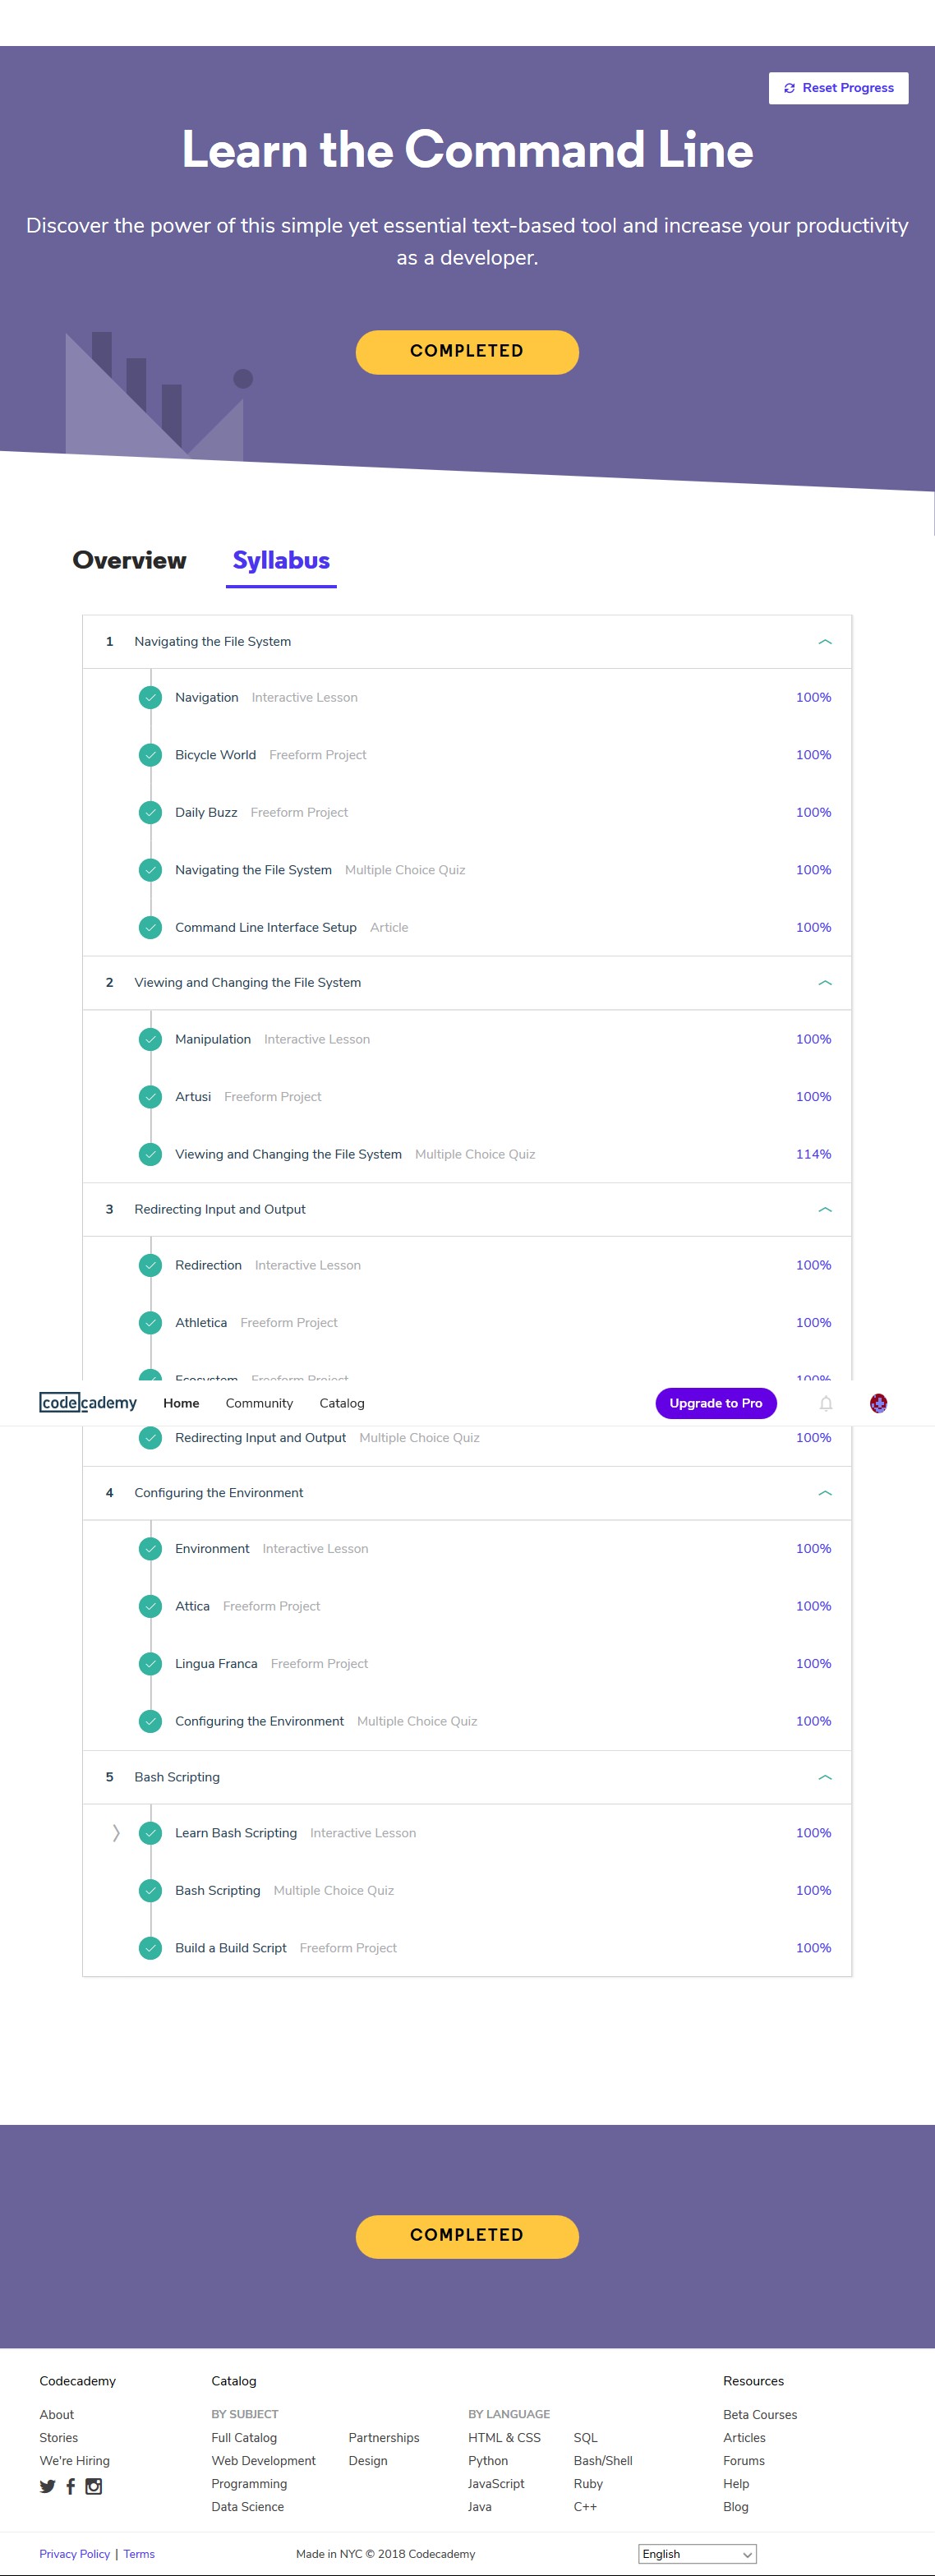 Reset Progress
Learn the Command Line
Discover the power of this simple yet essential text-based tool and increase your productivity
as a developer.
COMPLETED
Overview Syllabus
1 Navigating the File System
Navigation Interactive Lesson 100%
Bicycle World Freeform Project 100%
Daily Buzz Freeform Project 100%
Navigating the File System Multiple Choice Quiz 100%
Command Line Interface Setup Article 100%
2 Viewing and Changing the File System
Manipulation Interactive Lesson 100%
Artusi Freeform Project 100%
Viewing and Changing the File System Multiple Choice Quiz 114%
3 Redirecting Input and Output
Redirection Interactive Lesson 100%
Athletica Freeform Project 100%
Ecosystem Freeform Project 100%
codecademy Home Community Catalog Upgrade to Pro
Redirecting Input and Output Multiple Choice Quiz 100%
4 Configuring the Environment
Environment Interactive Lesson 100%
Attica Freeform Project 100%
Lingua Franca Freeform Project 100%
Configuring the Environment Multiple Choice Quiz 100%
5 Bash Scripting
Learn Bash Scripting Interactive Lesson 100%
Bash Scripting Multiple Choice Quiz 100%
Build a Build Script Freeform Project 100%
COMPLETED
Codecademy Catalog Resources
About BY SUBJECT BY LANGUAGE Beta Courses
Stories Full Catalog Partnerships HTML & CSS SQL Articles
We're Hiring Web Development Design Python Bash/Shell Forums
Programming JavaScript Ruby Help
Data Science Java C++ Blog
Privacy Policy | Terms Made in NYC © 2018 Codecademy English